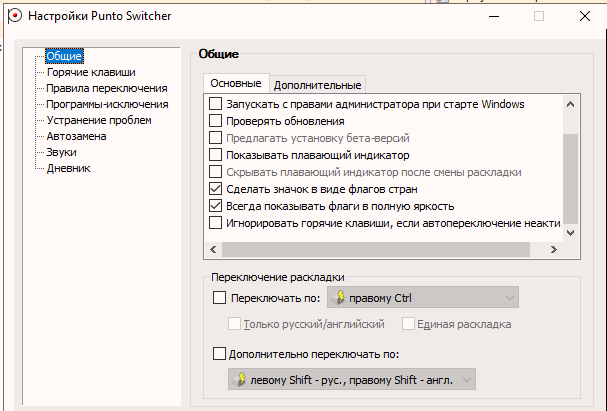 Настройки Punto Switcher
Общие
Горячие клавиши
Правила переключения
Программы-исключения
Устранение проблем
Автозамена
Звуки
Дневник
Общие
Основные
Дополнительные
Запускать с правами администратора при старте Windows
Проверять обновления
Предлагать установку бета-версий
Показывать плавающий индикатор
Скрывать плавающий индикатор после смены раскладки
Сделать значок в виде флагов стран
Всегда показывать флаги в полную яркость
Игнорировать горячие клавиши, если автопереключение неакти
Переключение раскладки
Переключать по: правому Ctrl
Только русский/английский Единая раскладка
Дополнительно переключать по:
левому Shift - рус., правому Shift - англ.